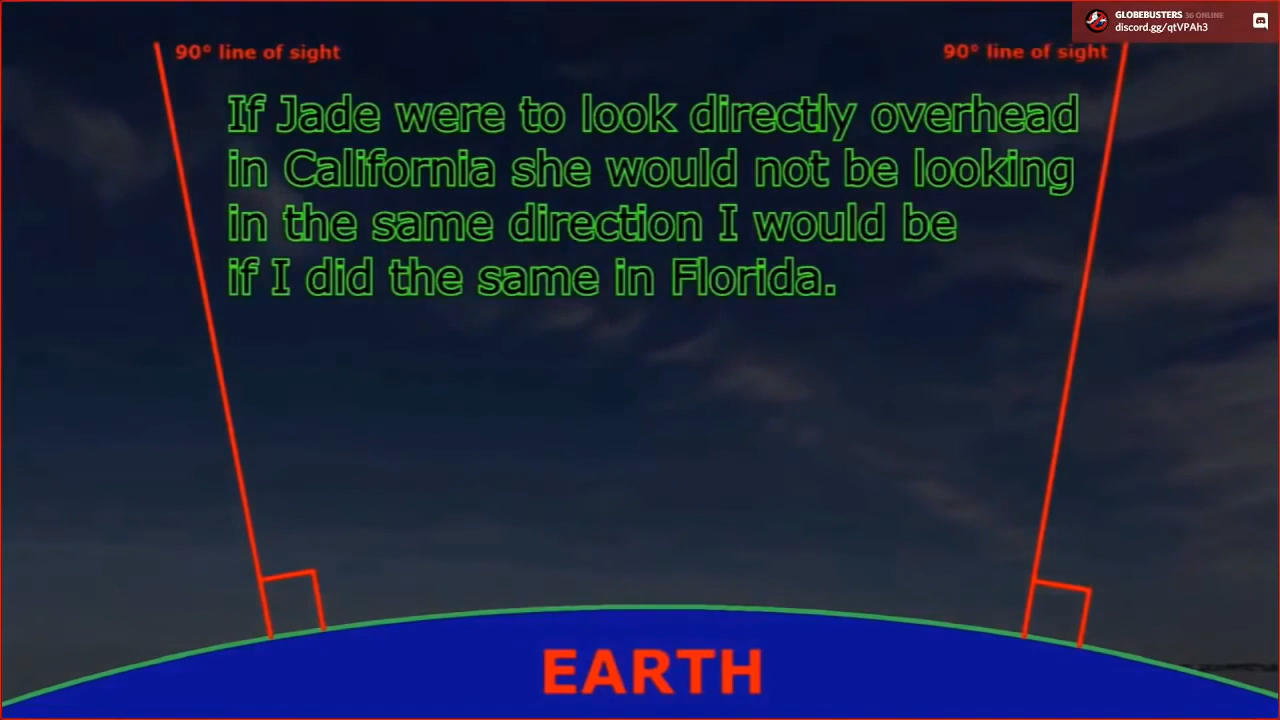 GLOBEBUSTERS 36 ONLINE
discord.gg/qtVPAh3
90° line of sight
90° line of sight
If Jade were to look directly overhead
in California she would not be looking
in the same direction I would be
if I did the same in Florida.
EARTH